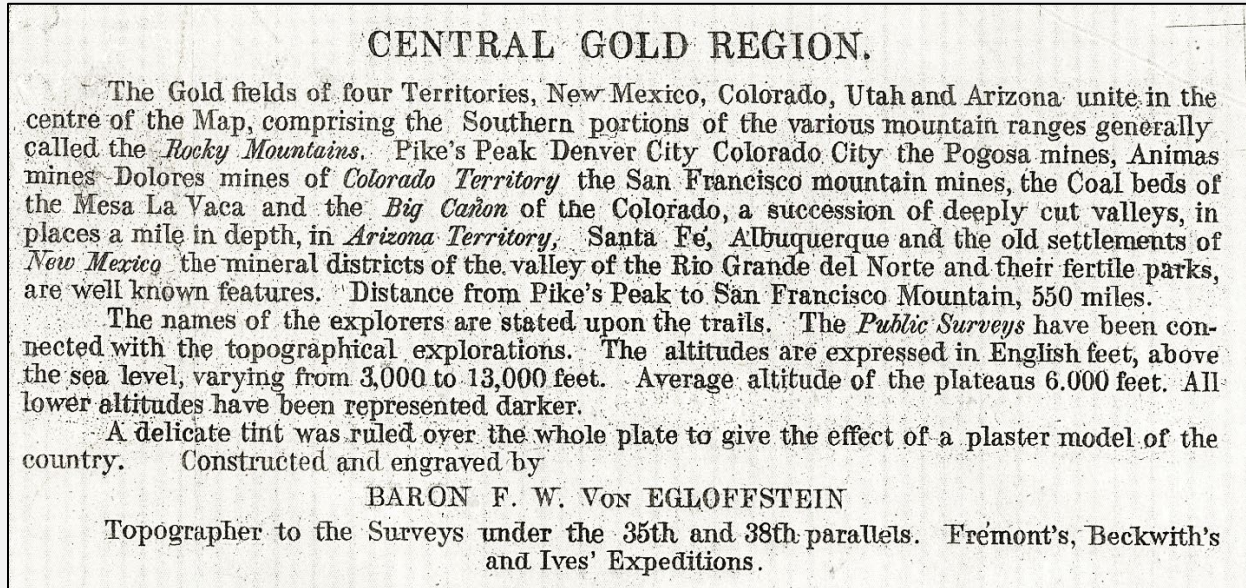 CENTRAL GOLD REGION.
The Gold fields of four Territories, New Mexico, Colorado, Utah and Arizona unite in the
centre of the Map, comprising the Southern portions of the various mountain ranges generally
called the Rocky Mountains. Pike's Peak Denver City Colorado City the Pogosa mines, Animas
mines Dolores mines of Colorado Territory the San Francisco mountain mines, the Coal beds of
the Mesa La Vaca and the Big Cañon of the Colorado, a succession of deeply cut valleys, in
places a mile in depth, in Arizona Territory, Santa Fé, Albuquerque and the old settlements of
New Mexico the mineral districts of the valley of the Rio Grande del Norte and their fertile parks,
are well known features. Distance from Pike's Peak to San Francisco Mountain, 550 miles.
The names of the explorers are stated upon the trails. The Public Surveys have been con-
nected with the topographical explorations. The altitudes are expressed in English feet, above
the sea level, varying from 3,000 to 13,000 feet. Average altitude of the plateaus 6.000 feet. All
lower altitudes have been represented darker.
A delicate tint was ruled over the whole plate to give the effect of a plaster model of the
country. Constructed and engraved by
BARON F. W. VON EGLOFFSTEIN
Topographer to the Surveys under the 35th and 38th parallels. Frémont's, Beckwith's
and Ives' Expeditions.